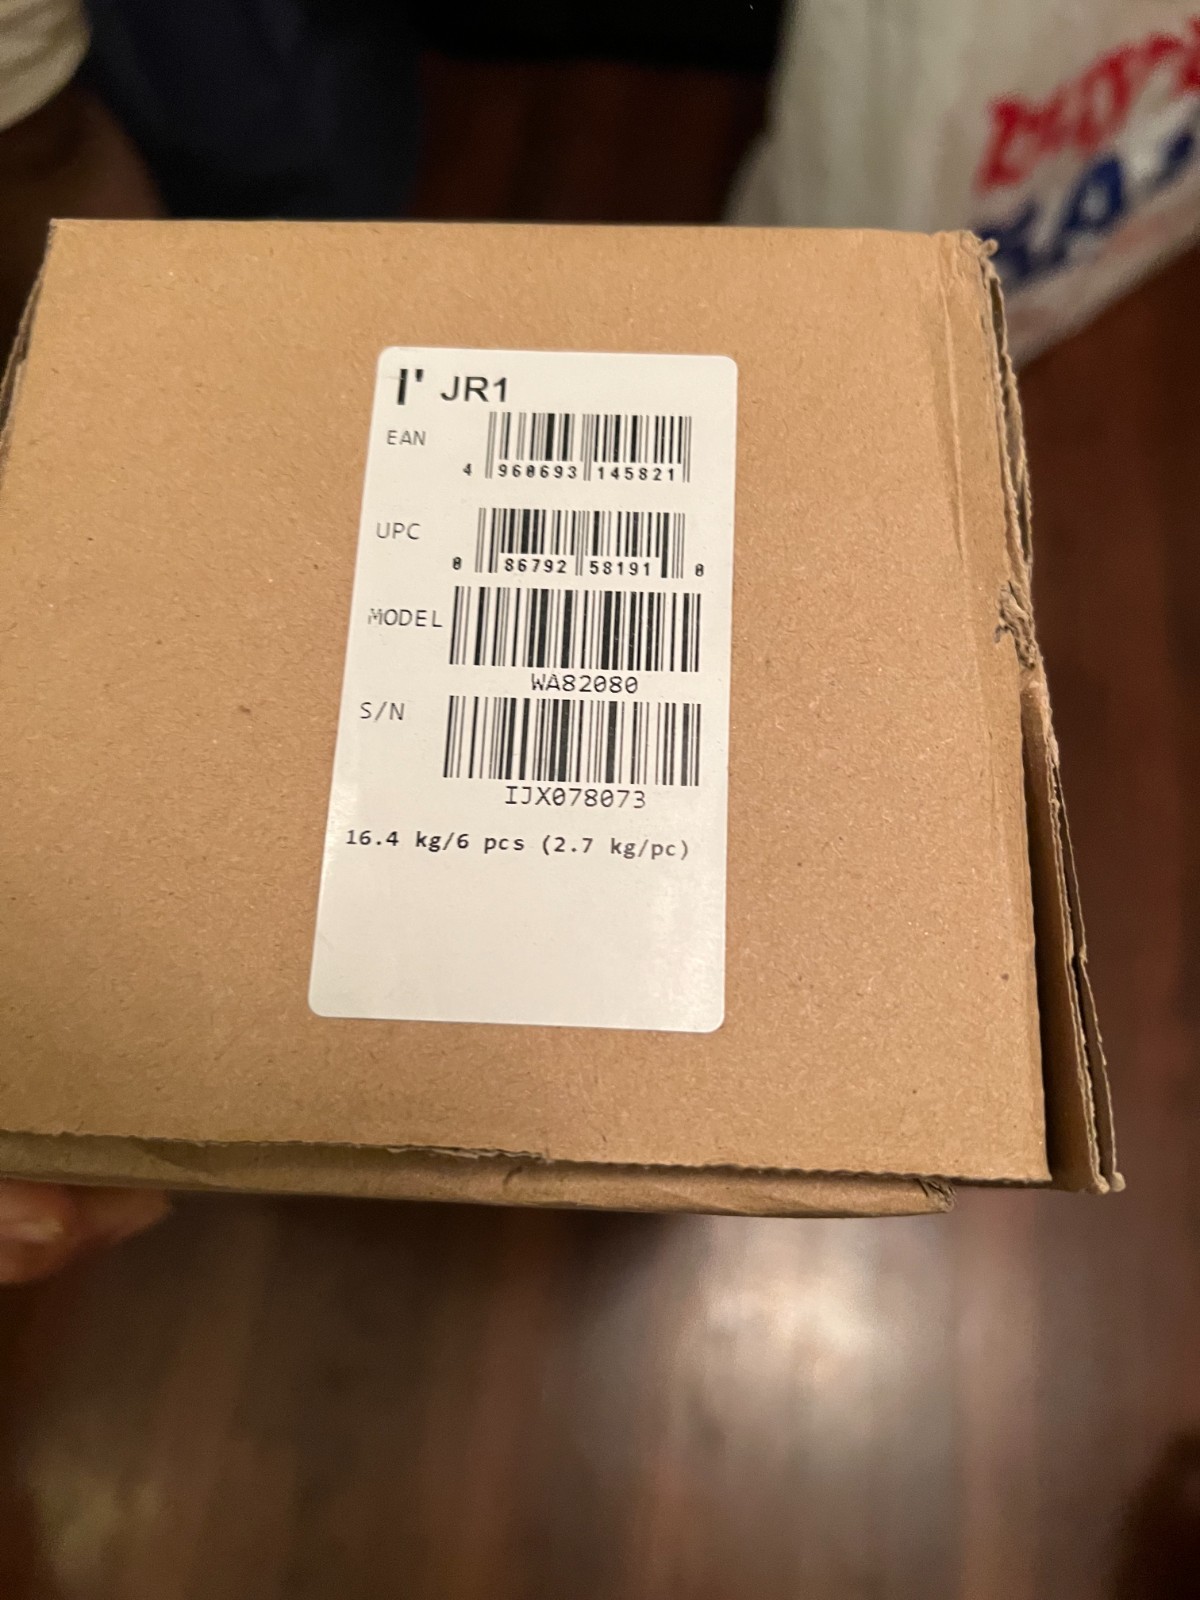 I' JR1
EAN
4 960693 145821
UPC
0 86792 58191 0
MODEL
WA82080
S/N
IJX078073
16.4 kg/6 pcs (2.7 kg/pc)